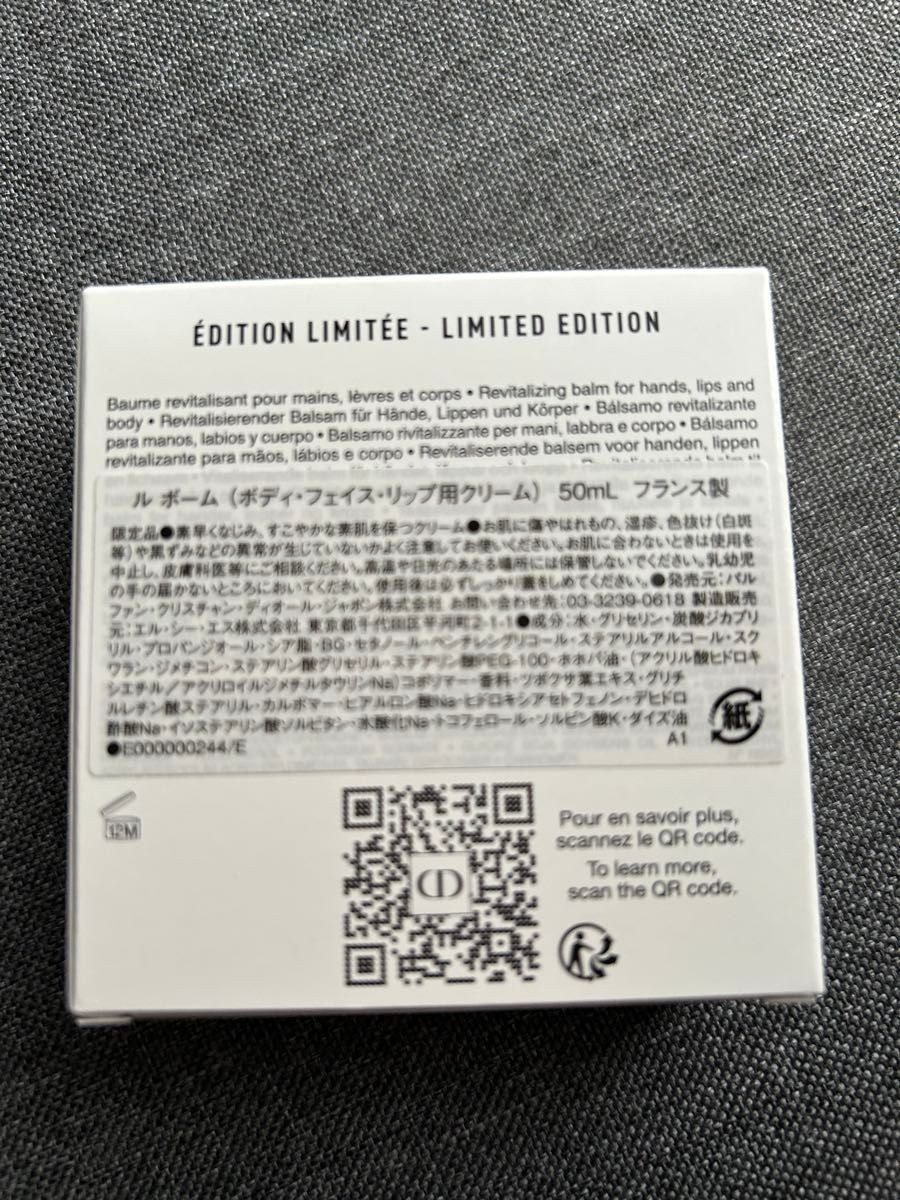 ÉDITION LIMITÉE - LIMITED EDITION
Baume revitalisant pour mains, lèvres et corps • Revitalizing balm for hands, lips and
body • Revitalisierender Balsam für Hände, Lippen und Körper • Bálsamo revitalizante
para manos, labios y cuerpo • Balsamo rivitalizzante per mani, labbra e corpo • Bálsamo
revitalizante para mãos, lábios e corpo • Revitaliserende balsem voor handen, lippen
ル ボーム（ボディ・フェイス・リップ用クリーム） 50mL フランス製
限定品●素早くなじみ、すこやかな素肌を保つクリーム●お肌に傷やはれもの、湿疹、色抜け（白斑
等）や黒ずみなどの異常が生じていないかよく注意してお使いください。お肌に合わないときは使用を
中止し、皮膚科医等にご相談ください。高温や日光のあたる場所には保管しないでください。乳幼児
の手の届かないところにおいてください。使用後は必ずしっかり蓋をしめてください。●発売元：パル
ファン・クリスチャン・ディオール・ジャポン株式会社 お問い合わせ先：03-3239-0618 製造販売
元：エル・シー・エス株式会社 東京都千代田区平河町2-1-1●成分：水・グリセリン・炭酸ジカプリ
リル・プロパンジオール・シア脂・BG・セタノール・ペンチレングリコール・ステアリルアルコール・スク
ワラン・ジメチコン・ステアリン酸グリセリル・ステアリン酸PEG-100・ホホバ油・（アクリル酸ヒドロキ
シエチル／アクリロイルジメチルタウリンNa）コポリマー・香料・ツボクサ葉エキス・グリチ
ルレチン酸ステアリル・カルボマー・ヒアルロン酸Na・ヒドロキシアセトフェノン・デヒドロ
酢酸Na・イソステアリン酸ソルビタン・水酸化Na・トコフェロール・ソルビン酸K・ダイズ油
●E000000244/E
A1
紙
12M
CD
Pour en savoir plus,
scannez le QR code.
To learn more,
scan the QR code.